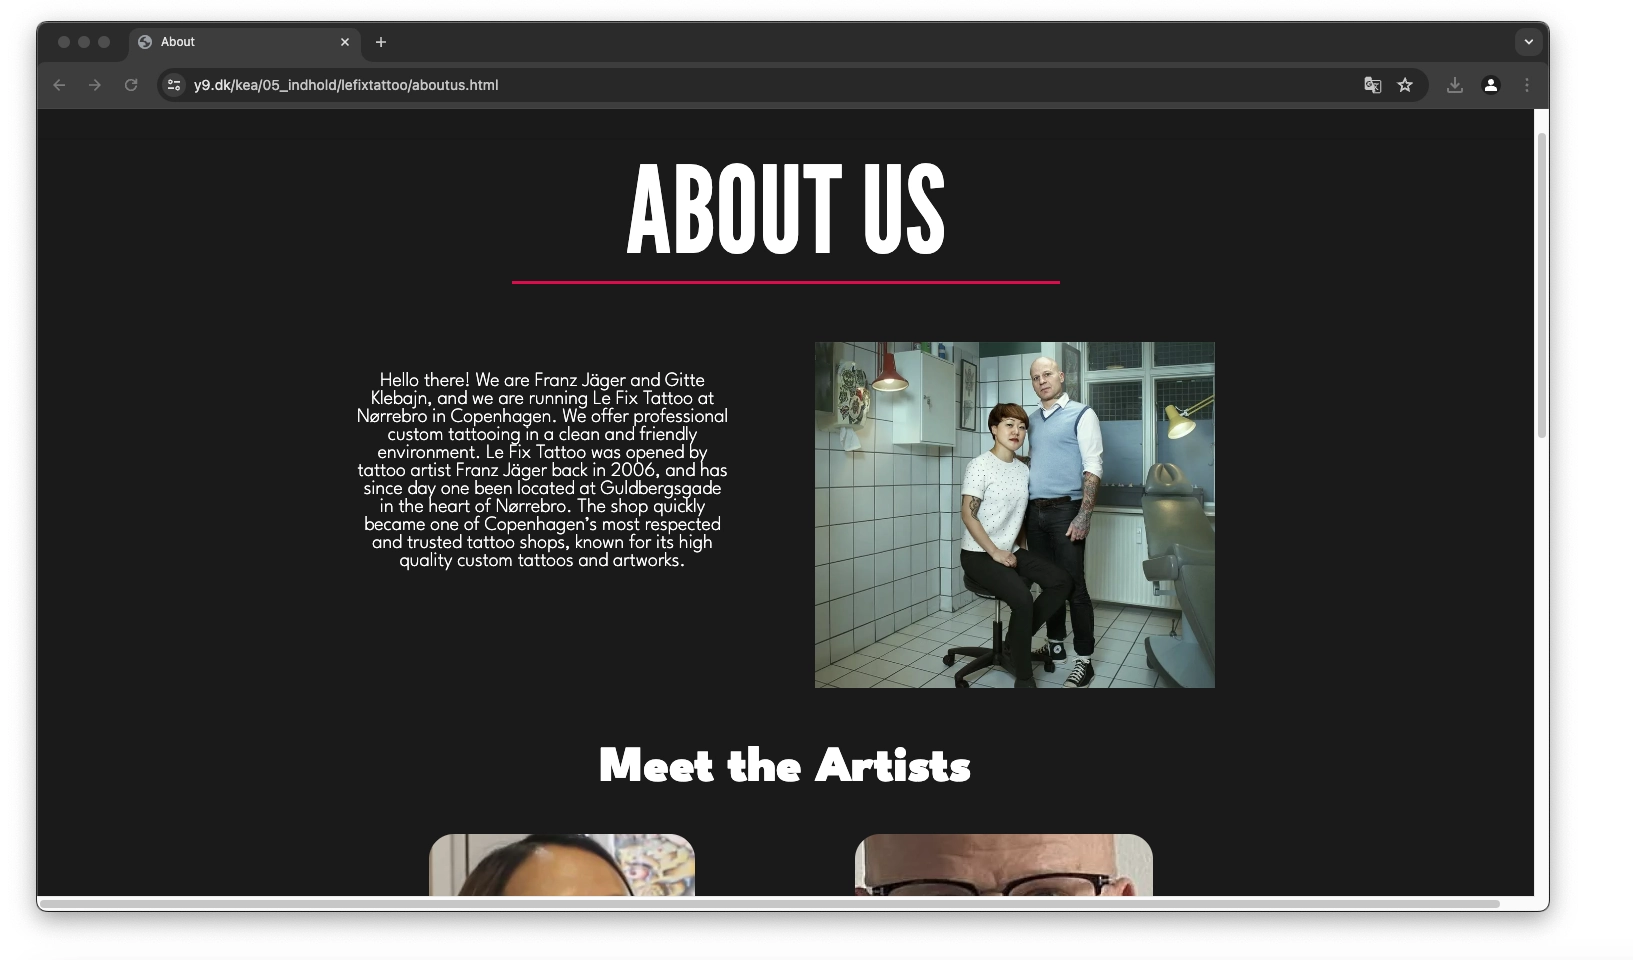 About
y9.dk/kea/05_indhold/lefixtattoo/aboutus.html
ABOUT US
Hello there! We are Franz Jäger and Gitte
Klebajn, and we are running Le Fix Tattoo at
Nørrebro in Copenhagen. We offer professional
custom tattooing in a clean and friendly
environment. Le Fix Tattoo was opened by
tattoo artist Franz Jäger back in 2006, and has
since day one been located at Guldbergsgade
in the heart of Nørrebro. The shop quickly
became one of Copenhagen's most respected
and trusted tattoo shops, known for its high
quality custom tattoos and artworks.
Meet the Artists